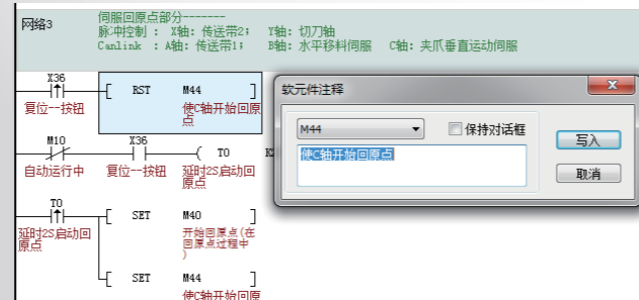 网络3
伺服回原点部分-------
脉冲控制 : X轴: 传送带2; Y轴: 切刀轴
Canlink : A轴: 传送带1; B轴: 水平移料伺服 C轴: 夹爪垂直运动伺服
X36
RST M44
复位--按钮
使C轴开始回原
点
M10 X36
T0
自动运行中 复位--按钮 延时2S启动回
原点
T0
SET M40
延时2S启动回
原点
开始回原点(在
回原点过程中
)
SET M44
使C轴开始回原
软元件注释
M44
保持对话框
写入
使C轴开始回原点
取消